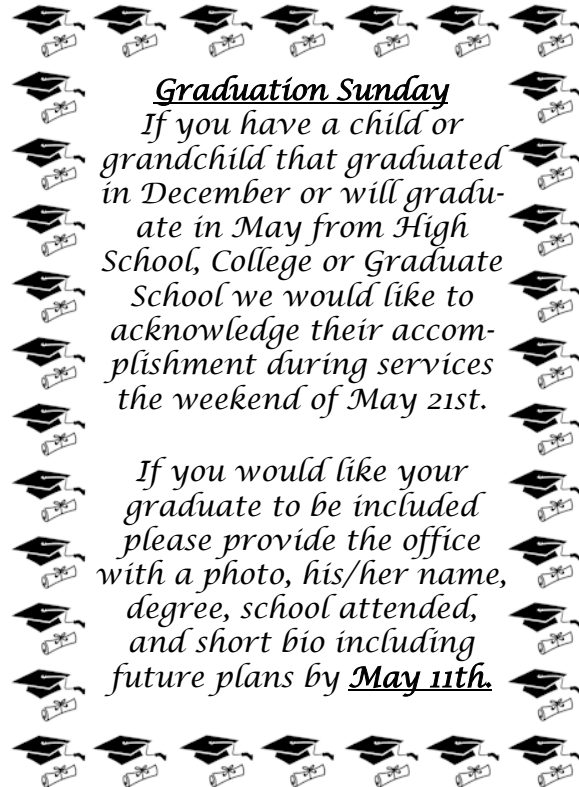 Graduation Sunday
If you have a child or
grandchild that graduated
in December or will gradu-
ate in May from High
School, College or Graduate
School we would like to
acknowledge their accom-
plishment during services
the weekend of May 21st.
If you would like your
graduate to be included
please provide the office
with a photo, his/her name,
degree, school attended,
and short bio including
future plans by May 11th.